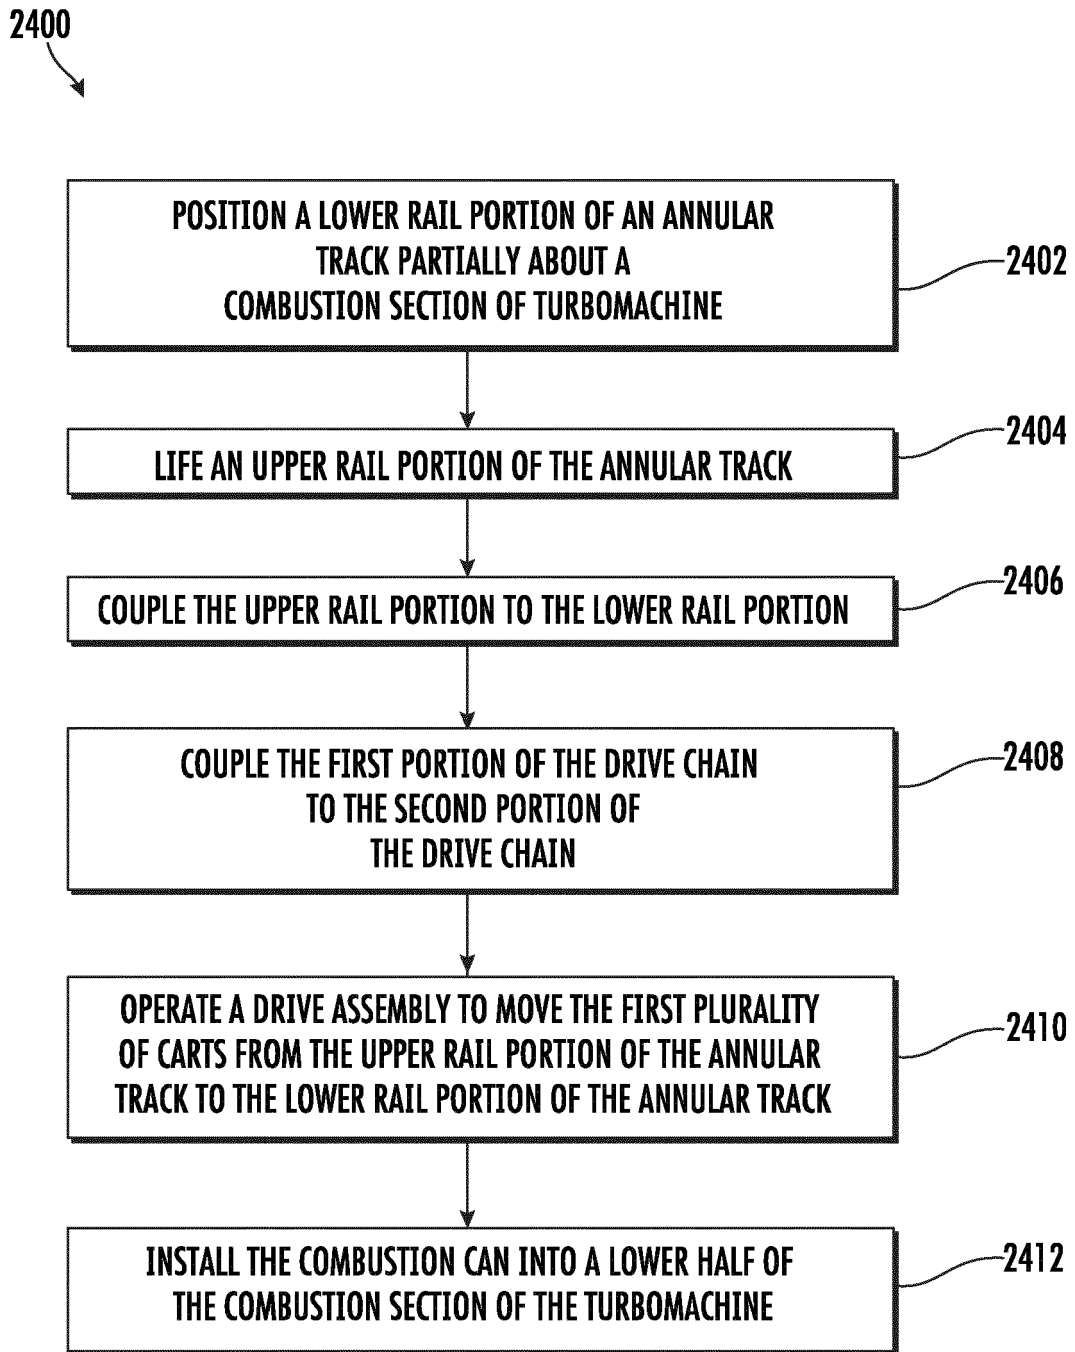 2400
POSITION A LOWER RAIL PORTION OF AN ANNULAR
TRACK PARTIALLY ABOUT A
COMBUSTION SECTION OF TURBOMACHINE
2402
LIFE AN UPPER RAIL PORTION OF THE ANNULAR TRACK
2404
COUPLE THE UPPER RAIL PORTION TO THE LOWER RAIL PORTION
2406
COUPLE THE FIRST PORTION OF THE DRIVE CHAIN
TO THE SECOND PORTION OF
THE DRIVE CHAIN
2408
OPERATE A DRIVE ASSEMBLY TO MOVE THE FIRST PLURALITY
OF CARTS FROM THE UPPER RAIL PORTION OF THE ANNULAR
TRACK TO THE LOWER RAIL PORTION OF THE ANNULAR TRACK
2410
INSTALL THE COMBUSTION CAN INTO A LOWER HALF OF
THE COMBUSTION SECTION OF THE TURBOMACHINE
2412